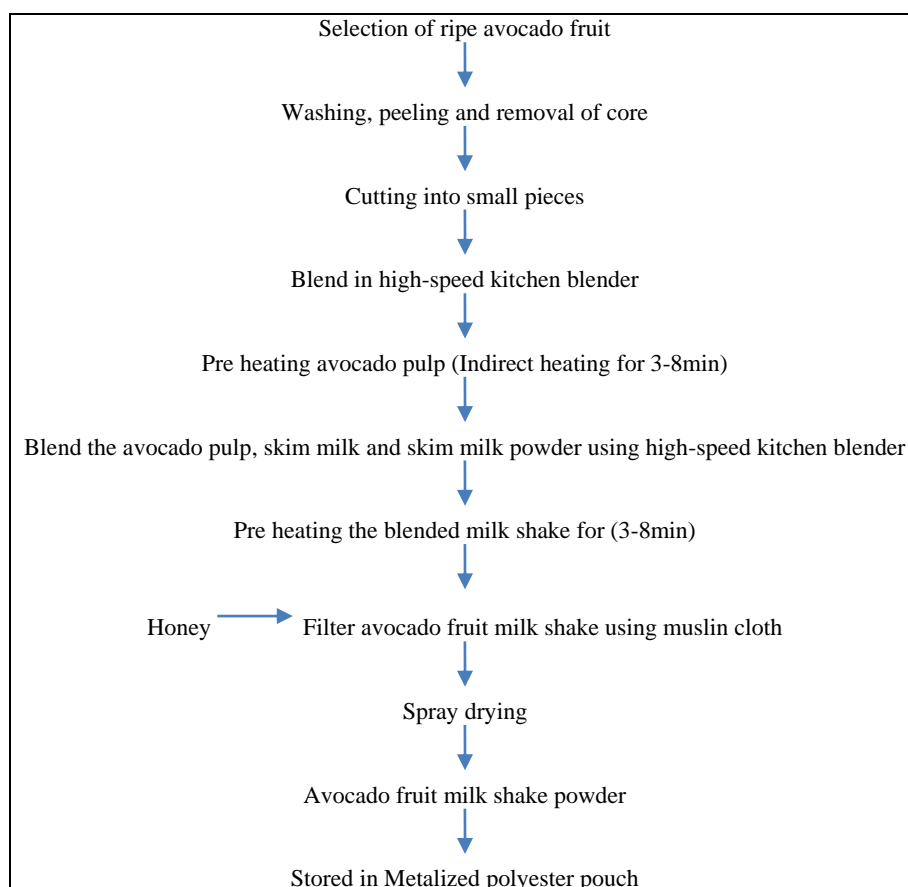 Selection of ripe avocado fruit
Washing, peeling and removal of core
Cutting into small pieces
Blend in high-speed kitchen blender
Pre heating avocado pulp (Indirect heating for 3-8min)
Blend the avocado pulp, skim milk and skim milk powder using high-speed kitchen blender
Pre heating the blended milk shake for (3-8min)
Honey Filter avocado fruit milk shake using muslin cloth
Spray drying
Avocado fruit milk shake powder
Stored in Metalized polyester pouch